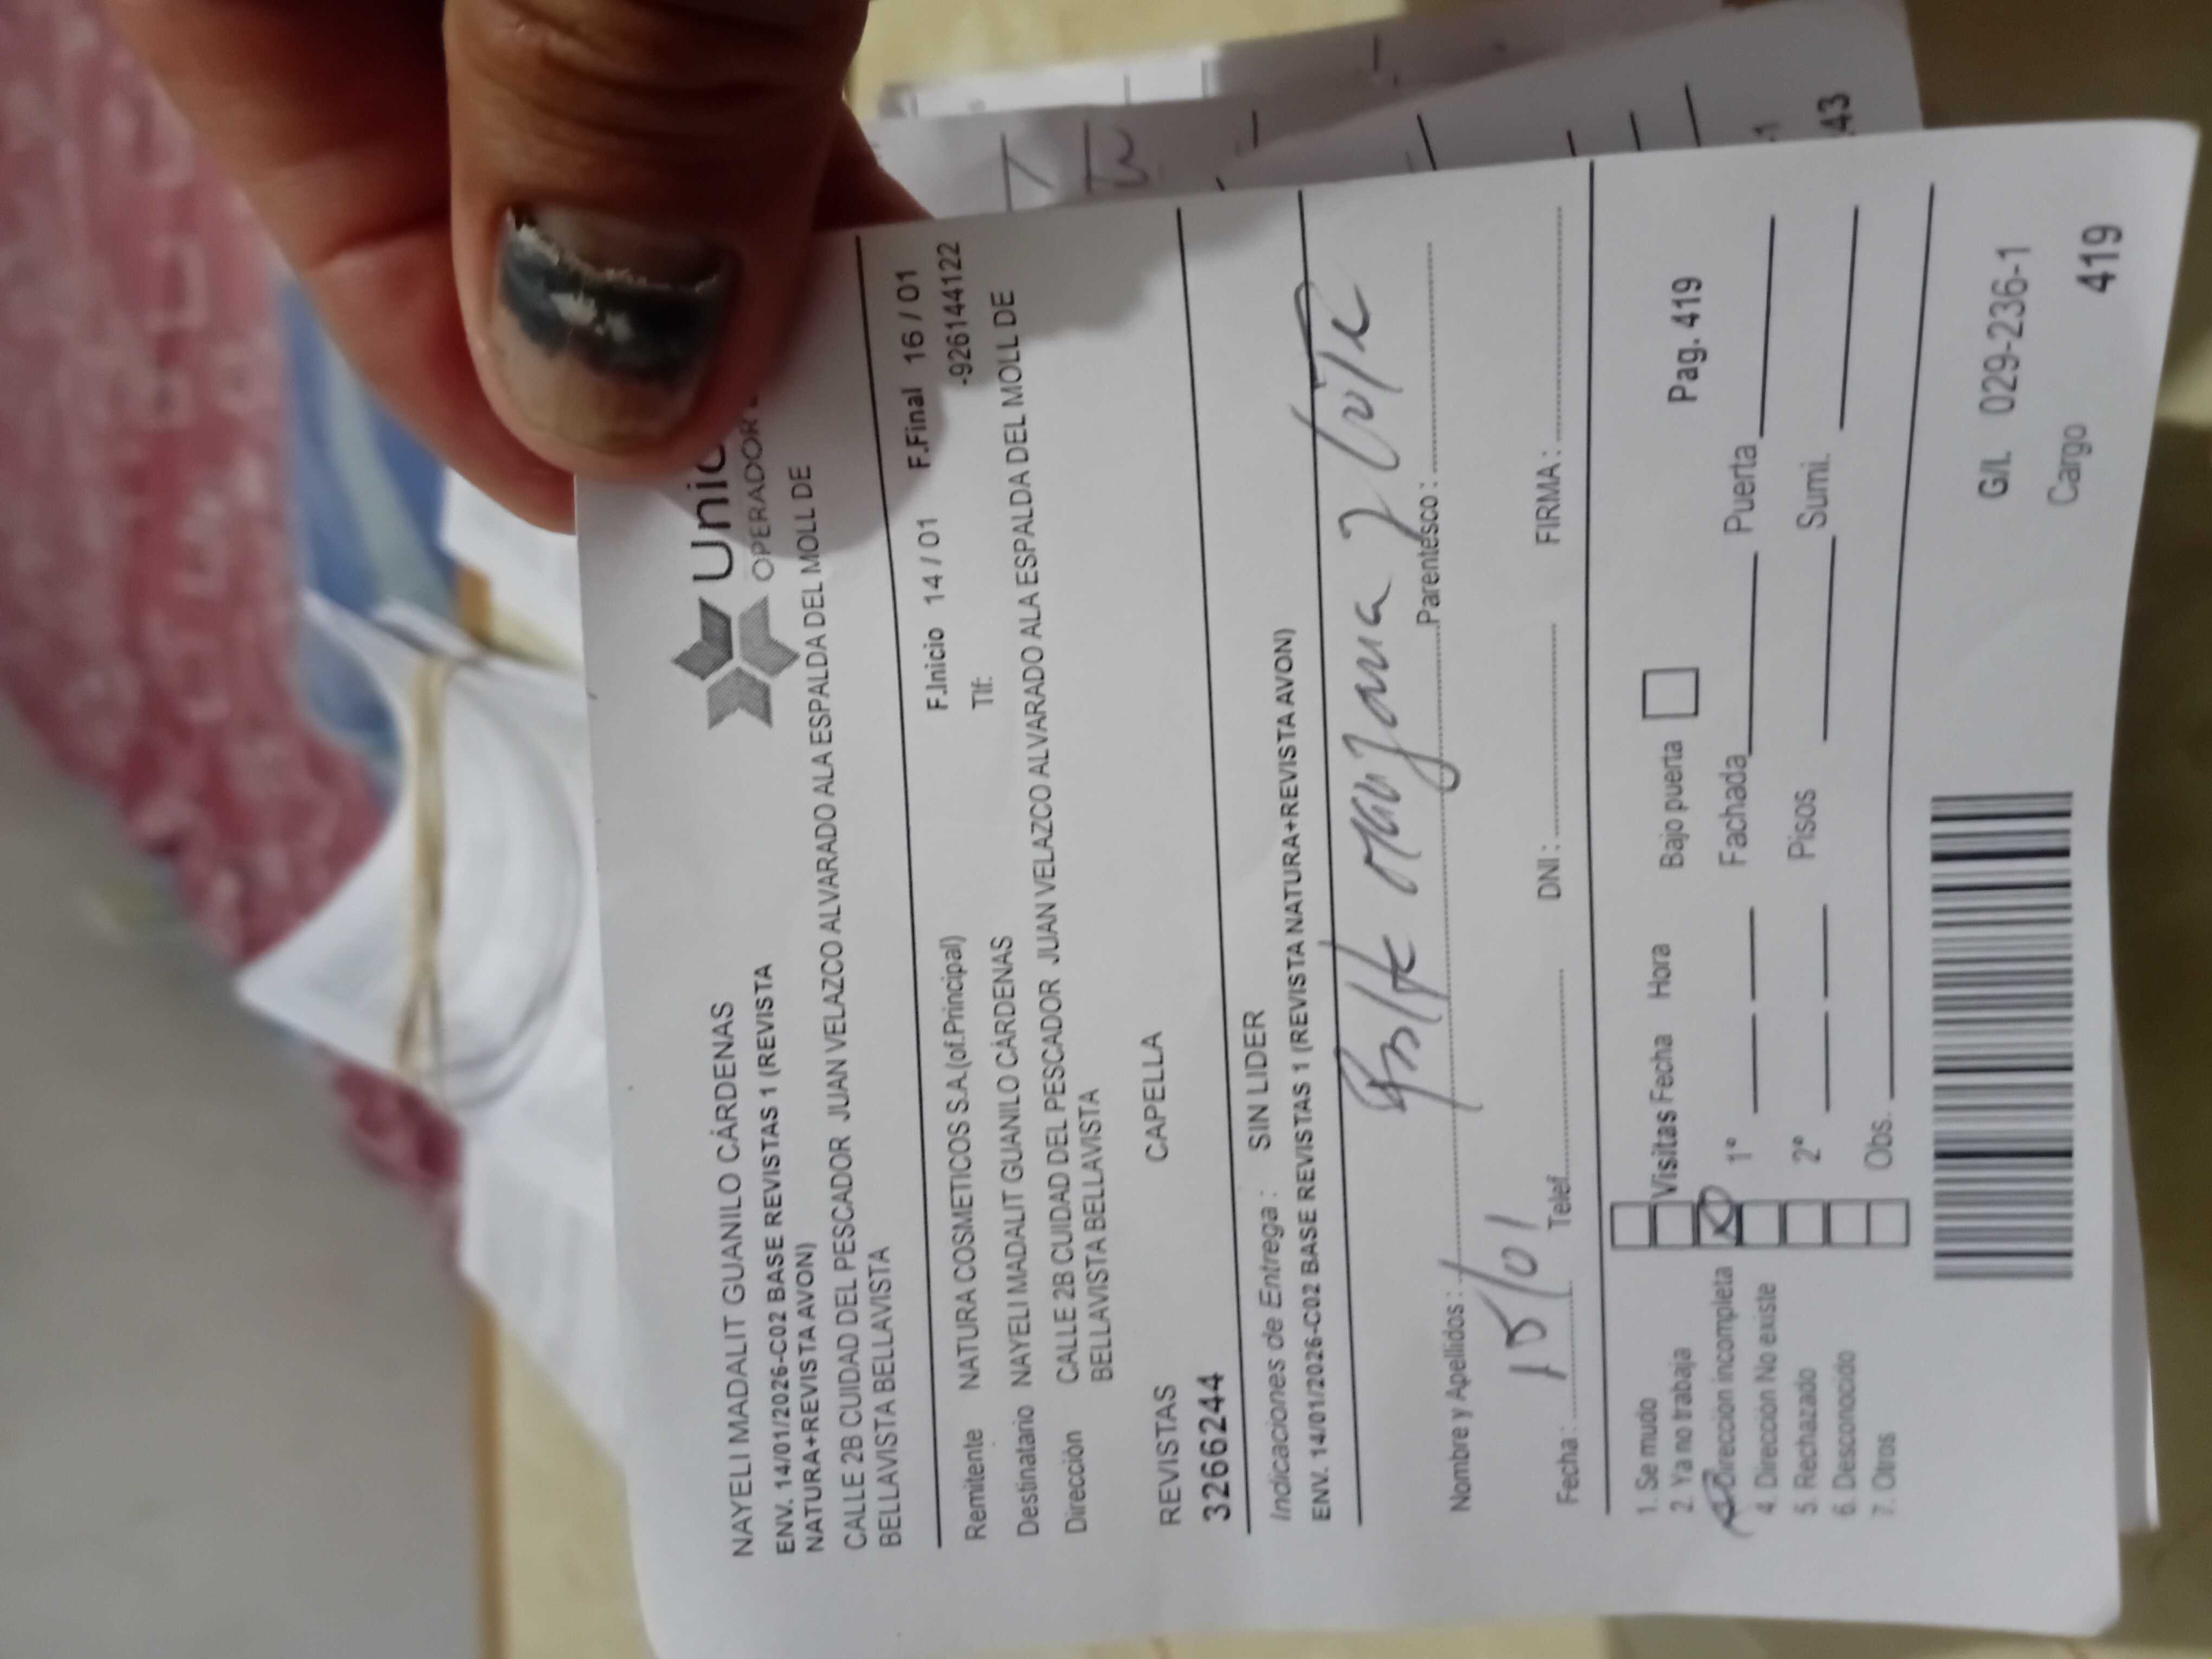 NAYELI MADALIT GUANILO CÁRDENAS
ENV. 14/01/2026-C02 BASE REVISTAS 1 (REVISTA
NATURA+REVISTA AVON)
CALLE 2B CUIDAD DEL PESCADOR JUAN VELAZCO ALVARADO ALA ESPALDA DEL MOLL DE
BELLAVISTA BELLAVISTA
OPERADOR
F.Inicio 14 / 01 F.Final 16 / 01
Remitente NATURA COSMETICOS S.A.(of.Principal) Tlf: -926144122
Destinatario NAYELI MADALIT GUANILO CÁRDENAS
Dirección CALLE 2B CUIDAD DEL PESCADOR JUAN VELAZCO ALVARADO ALA ESPALDA DEL MOLL DE
BELLAVISTA BELLAVISTA
REVISTAS CAPELLA
3266244
Indicaciones de Entrega : SIN LIDER
ENV. 14/01/2026-C02 BASE REVISTAS 1 (REVISTA NATURA+REVISTA AVON)
falta manzana y lote
Nombre y Apellidos : Parentesco :
15/01
Fecha : Telef. DNI : FIRMA :
1. Se mudo Visitas Fecha Hora Bajo puerta Pag. 419
2. Ya no trabaja
3. Dirección incompleta 1º Fachada Puerta
4. Dirección No existe
5. Rechazado 2º Pisos Sumi.
6. Desconocido
7. Otros Obs.
G/L 029-236-1
Cargo 419
43